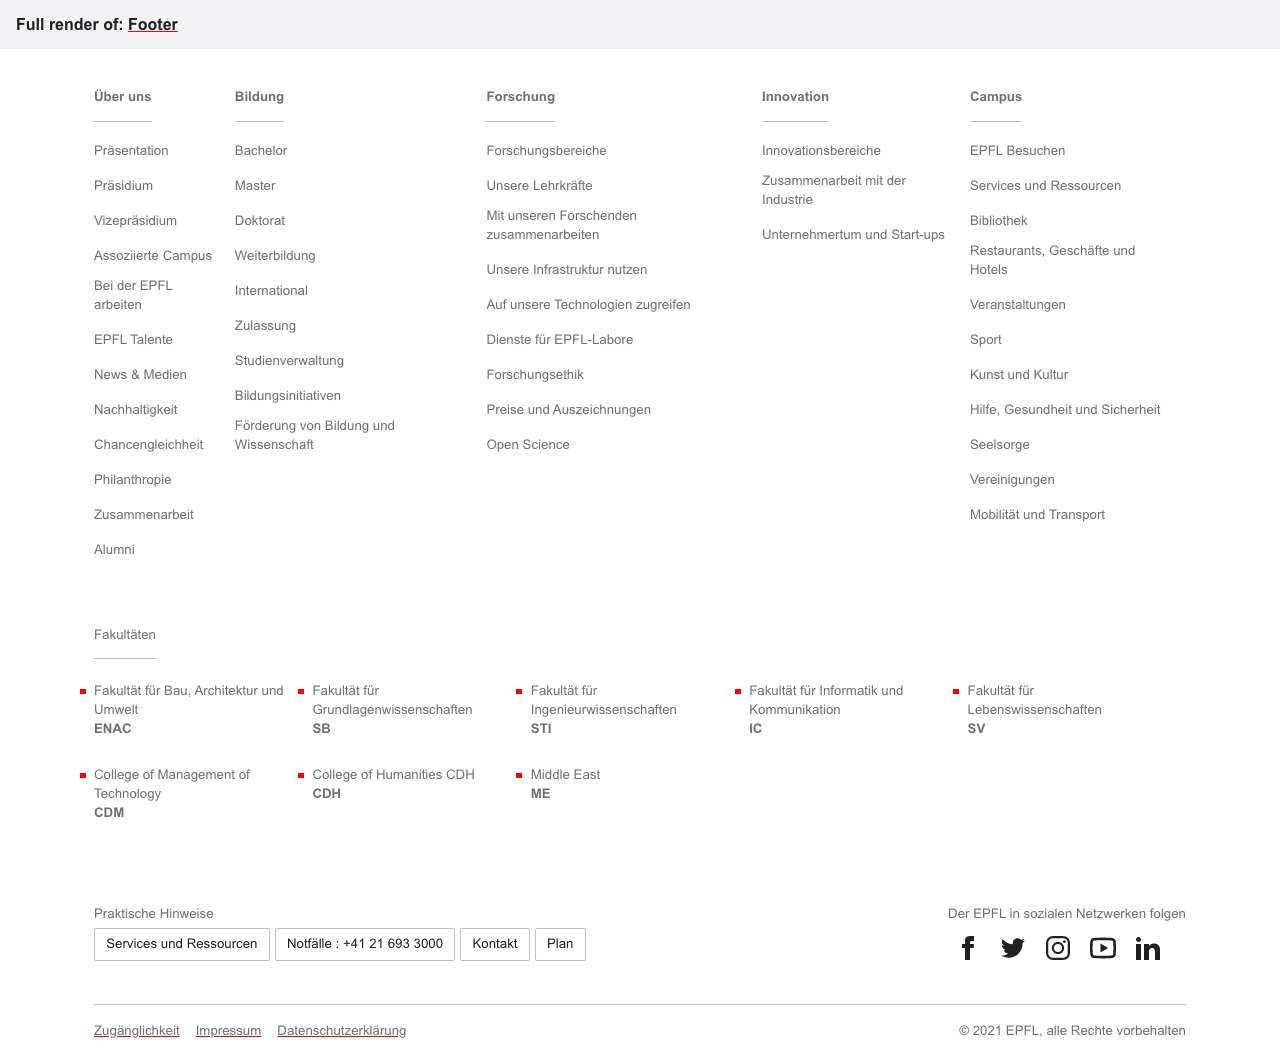 Full render of: Footer
Über uns
Präsentation
Präsidium
Vizepräsidium
Assoziierte Campus
Bei der EPFL
arbeiten
EPFL Talente
News & Medien
Nachhaltigkeit
Chancengleichheit
Philanthropie
Zusammenarbeit
Alumni
Bildung
Bachelor
Master
Doktorat
Weiterbildung
International
Zulassung
Studienverwaltung
Bildungsinitiativen
Förderung von Bildung und
Wissenschaft
Forschung
Forschungsbereiche
Unsere Lehrkräfte
Mit unseren Forschenden
zusammenarbeiten
Unsere Infrastruktur nutzen
Auf unsere Technologien zugreifen
Dienste für EPFL-Labore
Forschungsethik
Preise und Auszeichnungen
Open Science
Innovation
Innovationsbereiche
Zusammenarbeit mit der
Industrie
Unternehmertum und Start-ups
Campus
EPFL Besuchen
Services und Ressourcen
Bibliothek
Restaurants, Geschäfte und
Hotels
Veranstaltungen
Sport
Kunst und Kultur
Hilfe, Gesundheit und Sicherheit
Seelsorge
Vereinigungen
Mobilität und Transport
Fakultäten
Fakultät für Bau, Architektur und
Umwelt
ENAC
Fakultät für
Grundlagenwissenschaften
SB
Fakultät für
Ingenieurwissenschaften
STI
Fakultät für Informatik und
Kommunikation
IC
Fakultät für
Lebenswissenschaften
SV
College of Management of
Technology
CDM
College of Humanities CDH
CDH
Middle East
ME
Praktische Hinweise
Services und Ressourcen
Notfälle : +41 21 693 3000
Kontakt
Plan
Der EPFL in sozialen Netzwerken folgen
Zugänglichkeit
Impressum
Datenschutzerklärung
© 2021 EPFL, alle Rechte vorbehalten